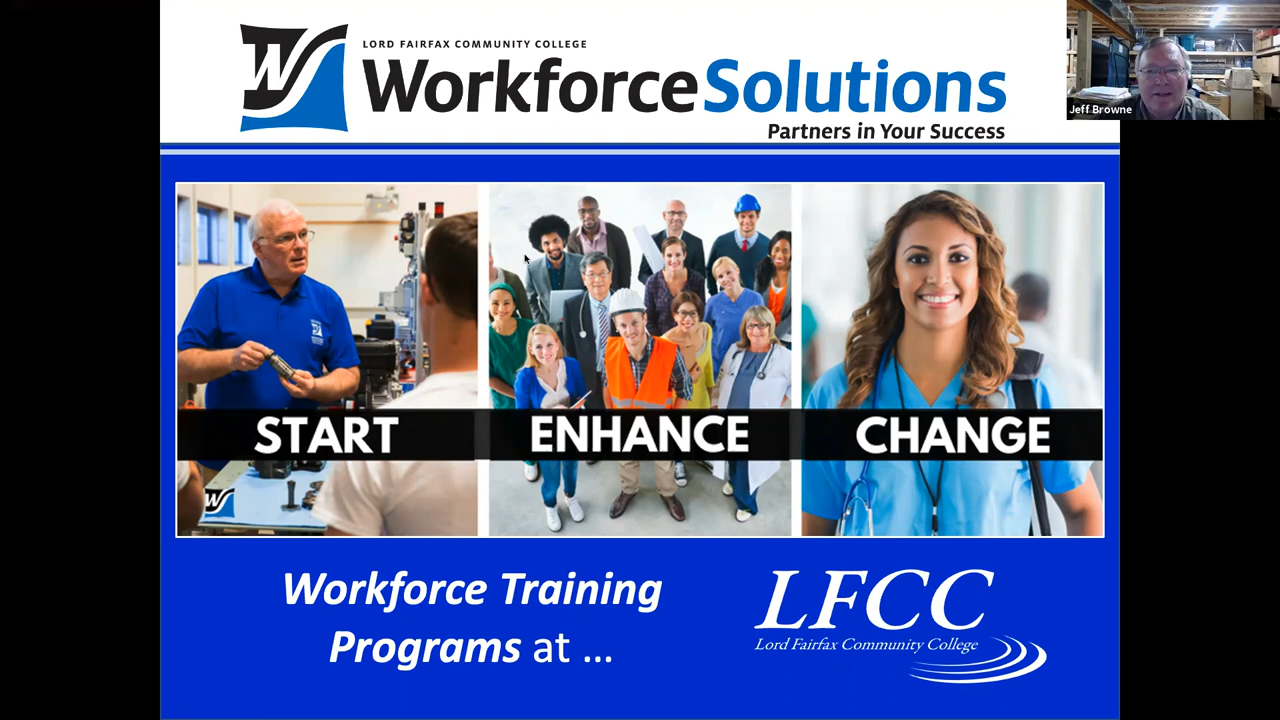 LORD FAIRFAX COMMUNITY COLLEGE
WorkforceSolutions
Partners in Your Success
Jeff Browne
START
ENHANCE
CHANGE
Workforce Training
Programs at ...
LFCC
Lord Fairfax Community College